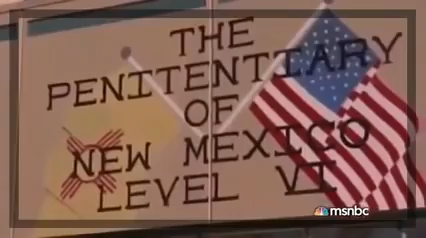 THE
PENITENTIARY
OF
NEW MEXICO
LEVEL VI
msnbc